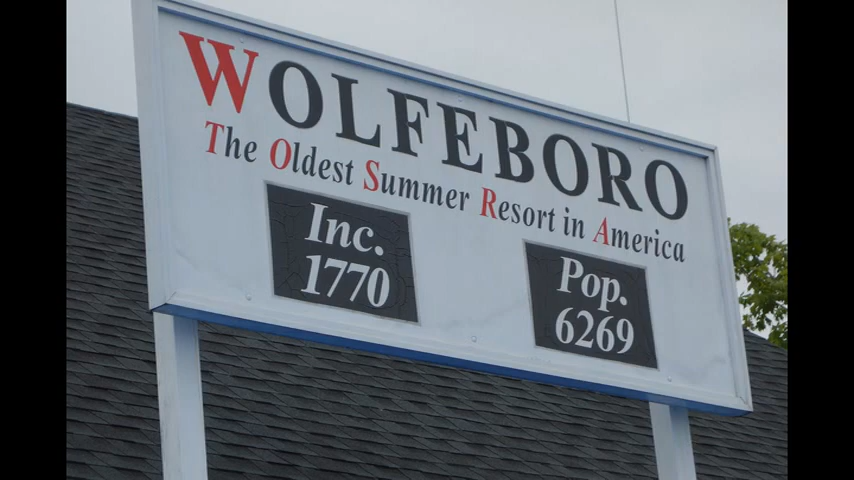 WOLFEBORO
The Oldest Summer Resort in America
Inc.
1770
Pop.
6269